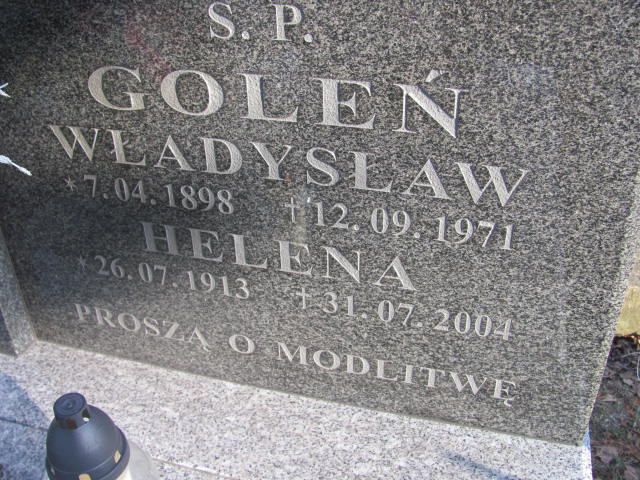 S. P.
GOLEŃ
WŁADYSŁAW
*7.04.1898 †12.09.1971
HELENA
*26.07.1913 †31.07.2004
PROSZĄ O MODLITWĘ